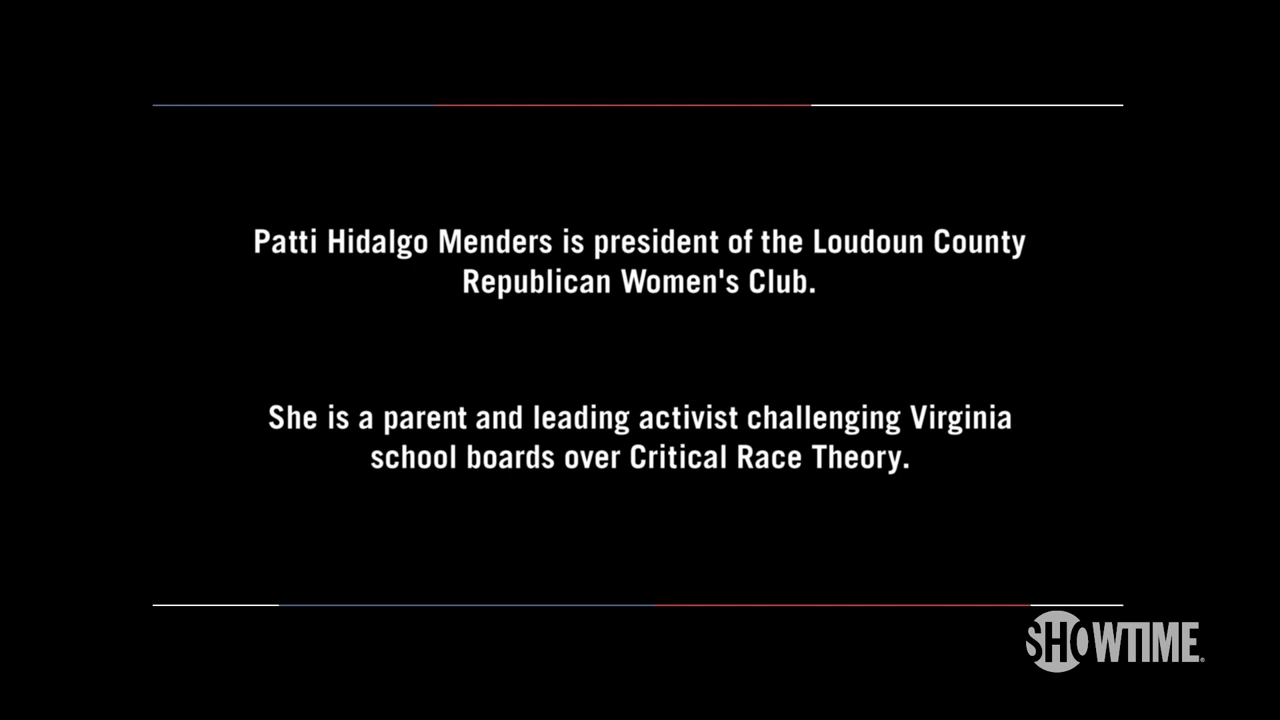 Patti Hidalgo Menders is president of the Loudoun County
Republican Women's Club.
She is a parent and leading activist challenging Virginia
school boards over Critical Race Theory.
SHOWTIME®